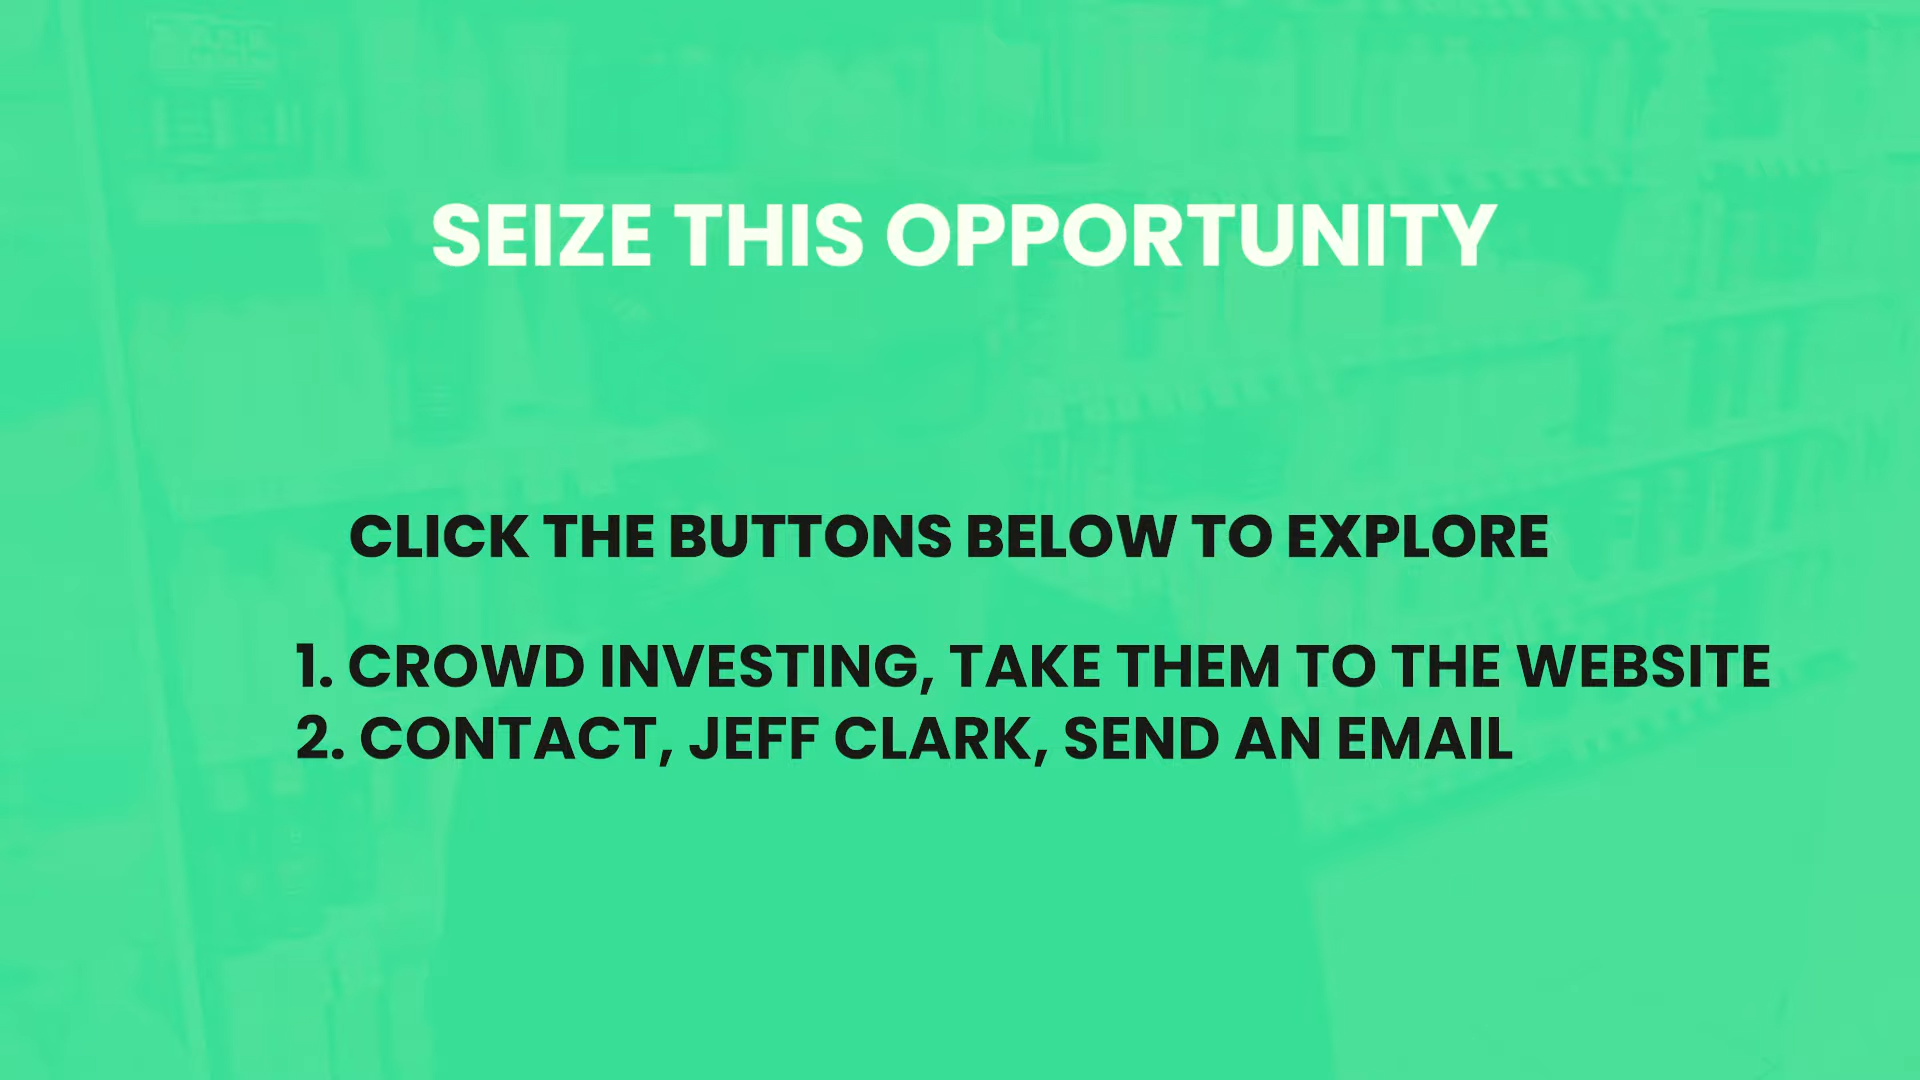 SEIZE THIS OPPORTUNITY
CLICK THE BUTTONS BELOW TO EXPLORE
1. CROWD INVESTING, TAKE THEM TO THE WEBSITE
2. CONTACT, JEFF CLARK, SEND AN EMAIL